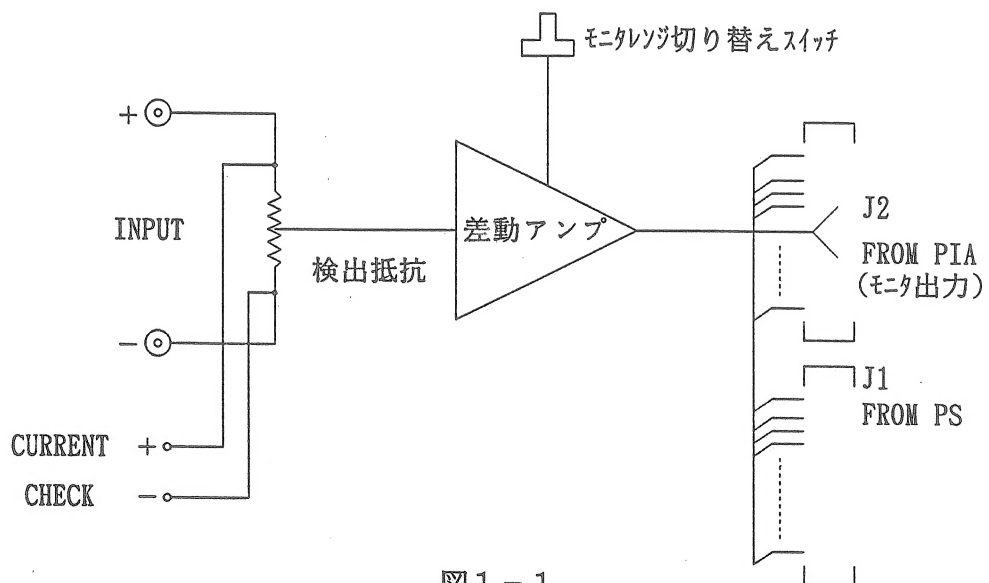 モニタレンジ切り替えスイッチ
+
INPUT
検出抵抗
差動アンプ
J2
FROM PIA
(モニタ出力)
−
J1
FROM PS
CURRENT +
CHECK −
図1−1